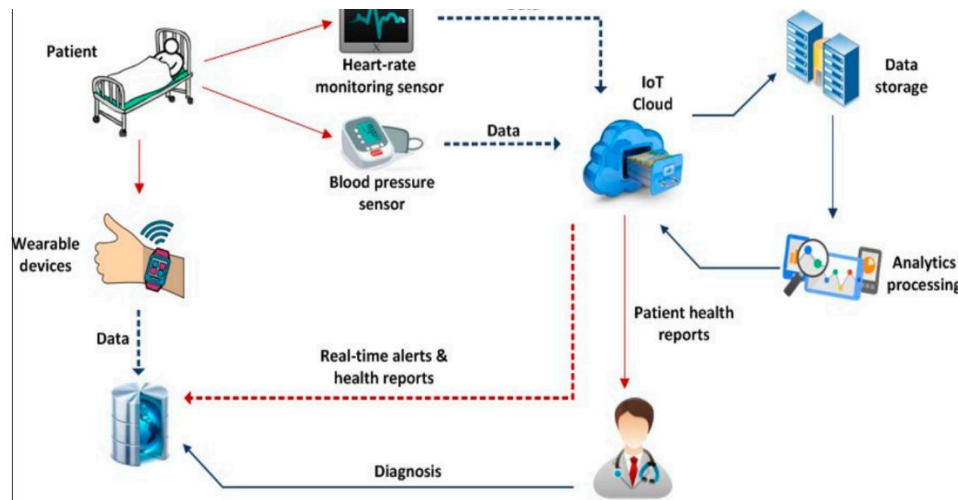 Patient
Heart-rate
monitoring sensor
IoT
Cloud
Data
storage
Data
Blood pressure
sensor
Wearable
devices
Analytics
processing
Patient health
reports
Data
Real-time alerts &
health reports
Diagnosis